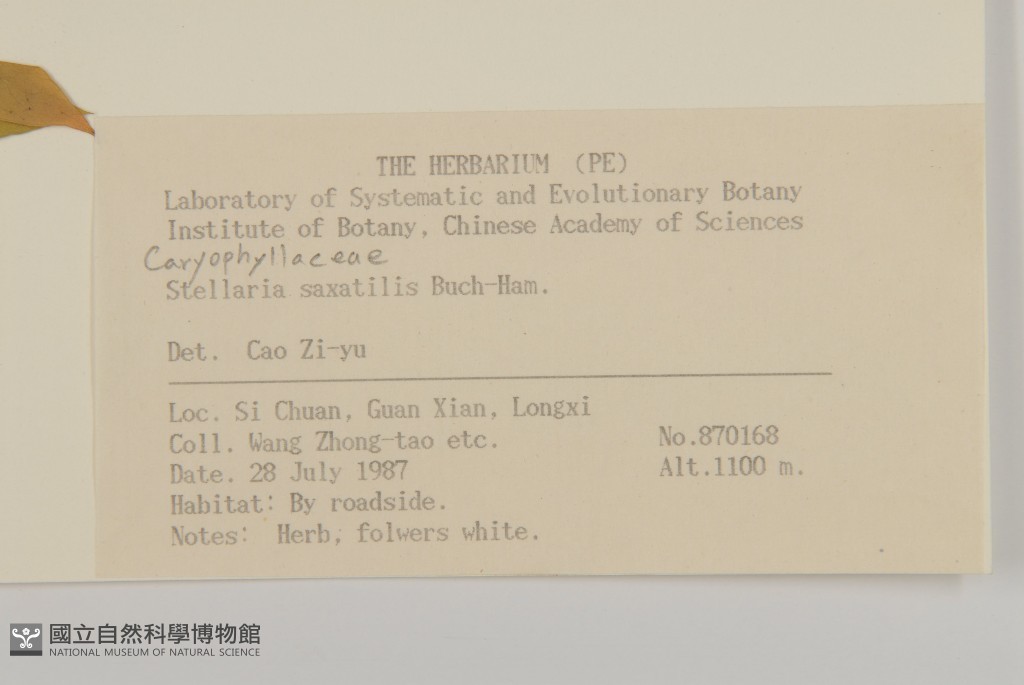 THE HERBARIUM (PE)
Laboratory of Systematic and Evolutionary Botany
Institute of Botany, Chinese Academy of Sciences
Caryophyllaceae
Stellaria saxatilis Buch-Ham.
Det. Cao Zi-yu
Loc. Si Chuan, Guan Xian, Longxi
Coll. Wang Zhong-tao etc. No.870168
Date. 28 July 1987 Alt.1100 m.
Habitat: By roadside.
Notes: Herb, folwers white.
國立自然科學博物館
NATIONAL MUSEUM OF NATURAL SCIENCE